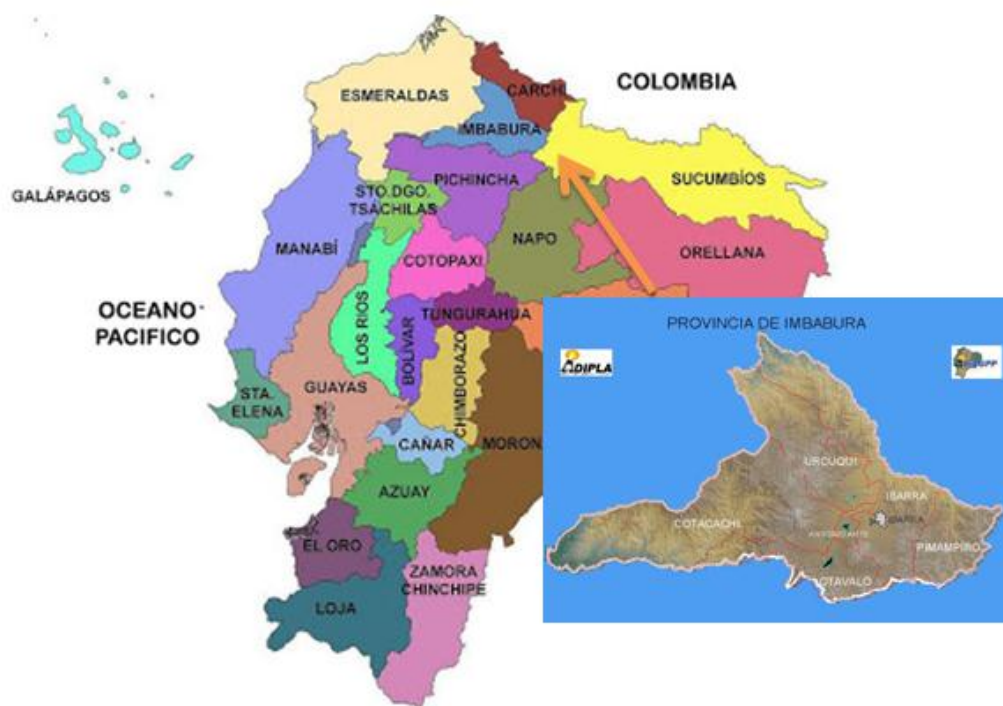 ESMERALDAS
CARCHI
COLOMBIA
IMBABURA
GALÁPAGOS
PICHINCHA
SUCUMBÍOS
STO.DGO.
TSACHILAS
MANABÍ
NAPO
ORELLANA
COTOPAXI
OCEANO
PACIFICO
LOS RIOS
BOLIVAR
TUNGURAHUA
CHIMBORAZO
STA.
ELENA
GUAYAS
CAÑAR
MORON
AZUAY
EL ORO
ZAMORA
CHINCHIPE
LOJA
PROVINCIA DE IMBABURA
DIPLA
URCUQUI
IBARRA
COTACACHI
PIMAMPIRO
OTAVALO